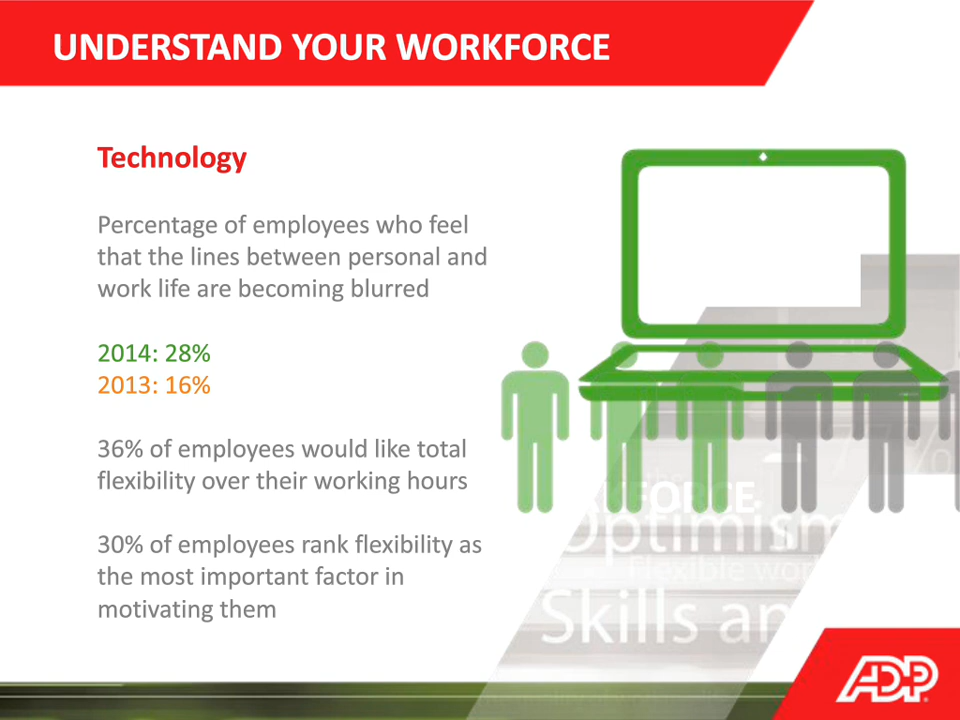 UNDERSTAND YOUR WORKFORCE
Technology
Percentage of employees who feel
that the lines between personal and
work life are becoming blurred
2014: 28%
2013: 16%
36% of employees would like total
flexibility over their working hours
30% of employees rank flexibility as
the most important factor in
motivating them
Optimism
Skills
ADP